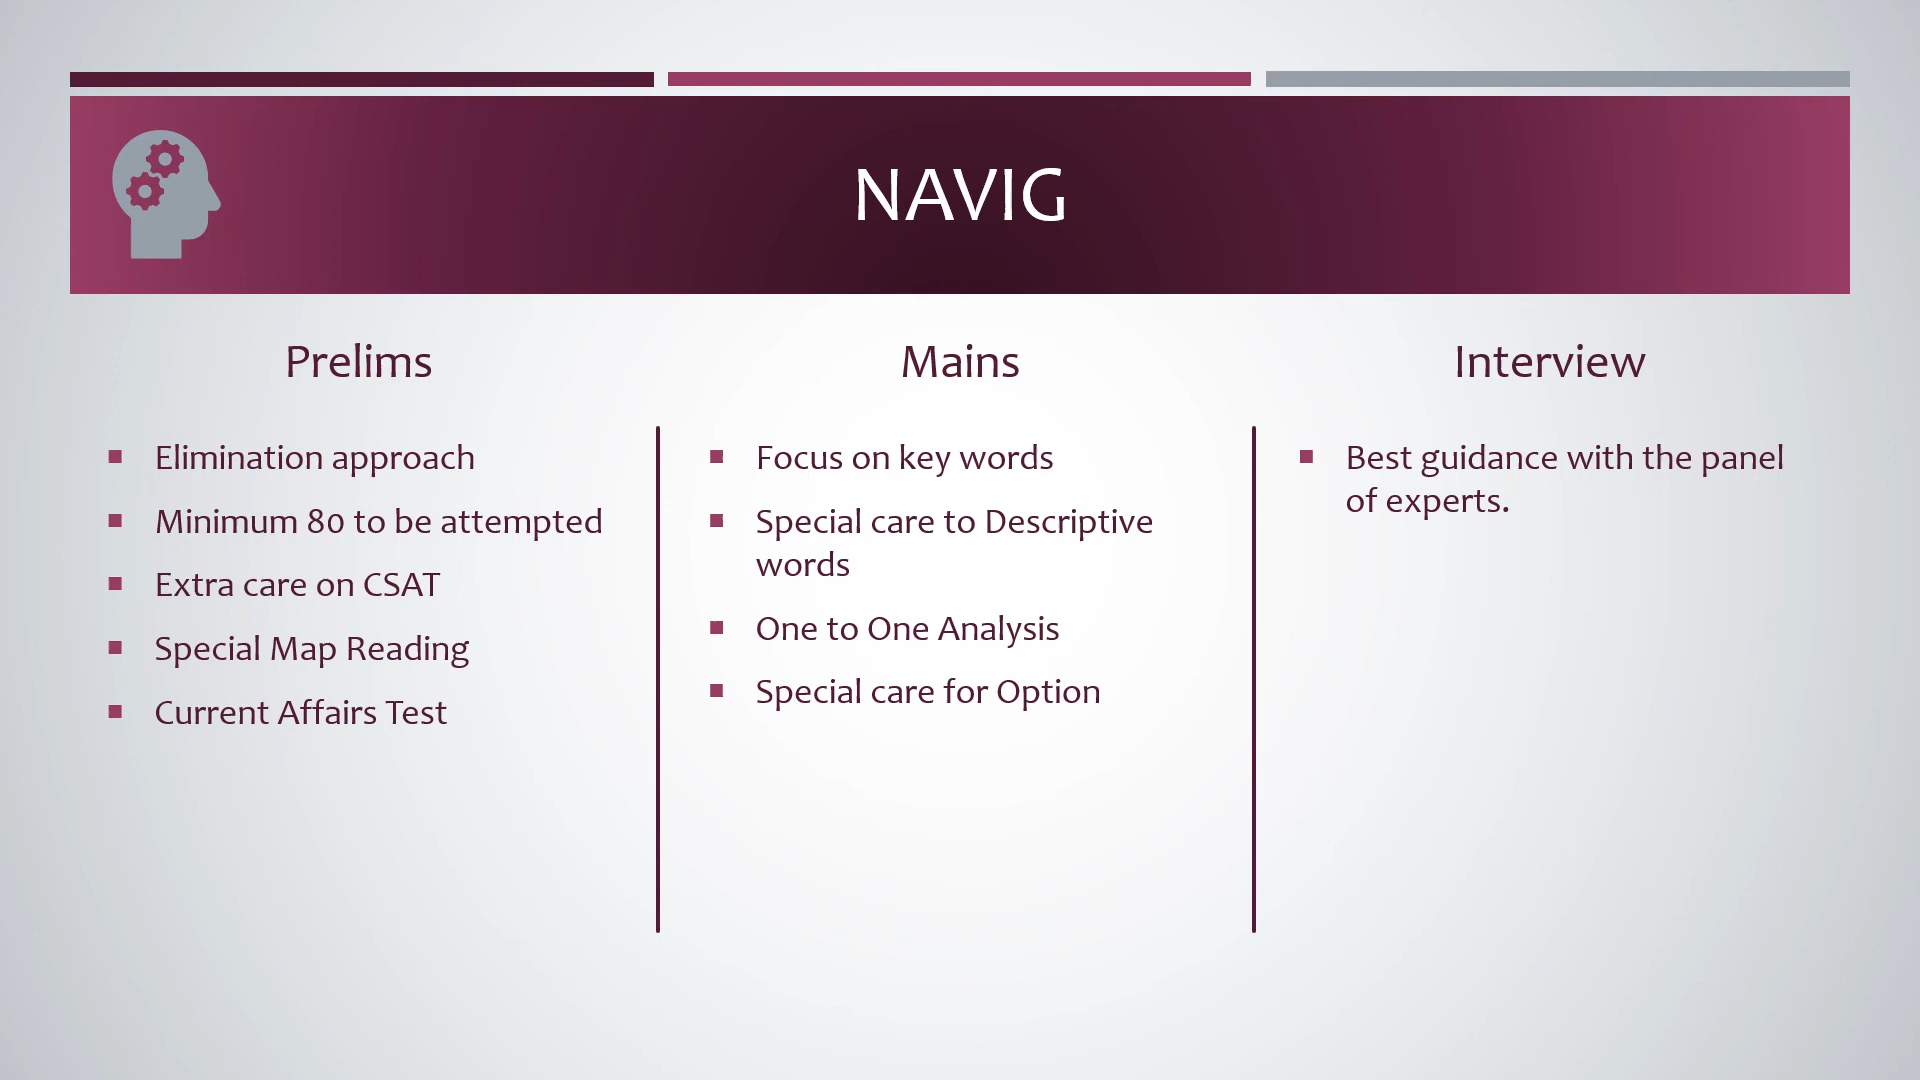 NAVIG
Prelims
Elimination approach
Minimum 80 to be attempted
Extra care on CSAT
Special Map Reading
Current Affairs Test
Mains
Focus on key words
Special care to Descriptive
words
One to One Analysis
Special care for Option
Interview
Best guidance with the panel
of experts.